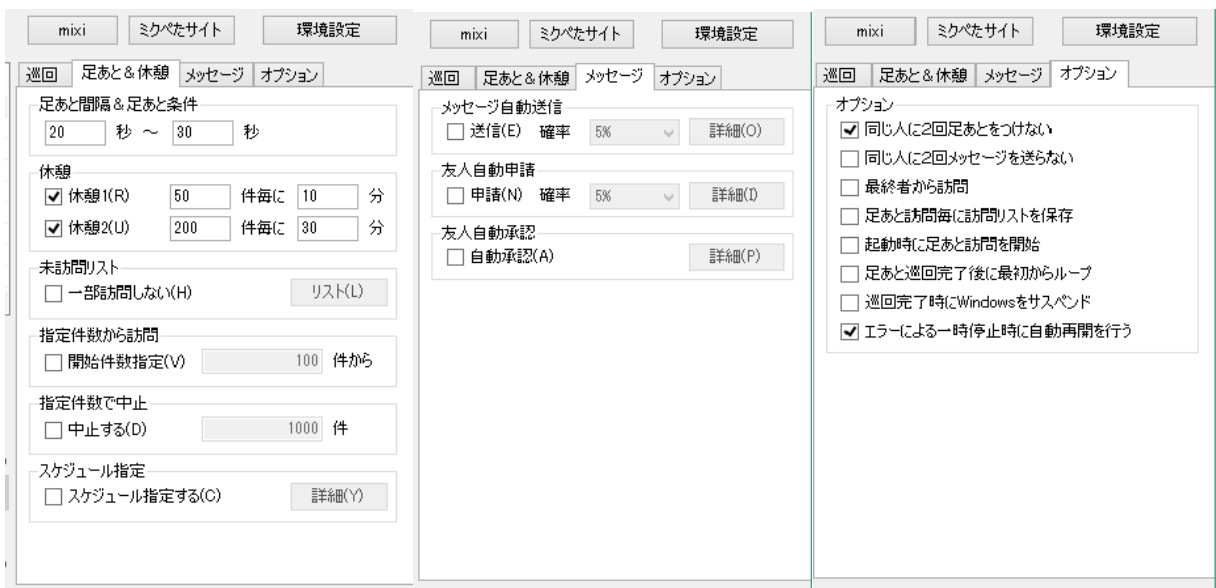 mixi ミクペたサイト 環境設定
巡回 足あと＆休憩 メッセージ オプション
足あと間隔＆足あと条件
20 秒 ～ 30 秒
休憩
休憩1(R) 50 件毎に 10 分
休憩2(U) 200 件毎に 30 分
未訪問リスト
一部訪問しない(H) リスト(L)
指定件数から訪問
開始件数指定(V) 100 件から
指定件数で中止
中止する(D) 1000 件
スケジュール指定
スケジュール指定する(C) 詳細(Y)
mixi ミクペたサイト 環境設定
巡回 足あと＆休憩 メッセージ オプション
メッセージ自動送信
送信(E) 確率 5% 詳細(O)
友人自動申請
申請(N) 確率 5% 詳細(I)
友人自動承認
自動承認(A) 詳細(P)
mixi ミクペたサイト 環境設定
巡回 足あと＆休憩 メッセージ オプション
オプション
同じ人に2回足あとをつけない
同じ人に2回メッセージを送らない
最終者から訪問
足あと訪問毎に訪問リストを保存
起動時に足あと訪問を開始
足あと巡回完了後に最初からループ
巡回完了時にWindowsをサスペンド
エラーによる一時停止時に自動再開を行う